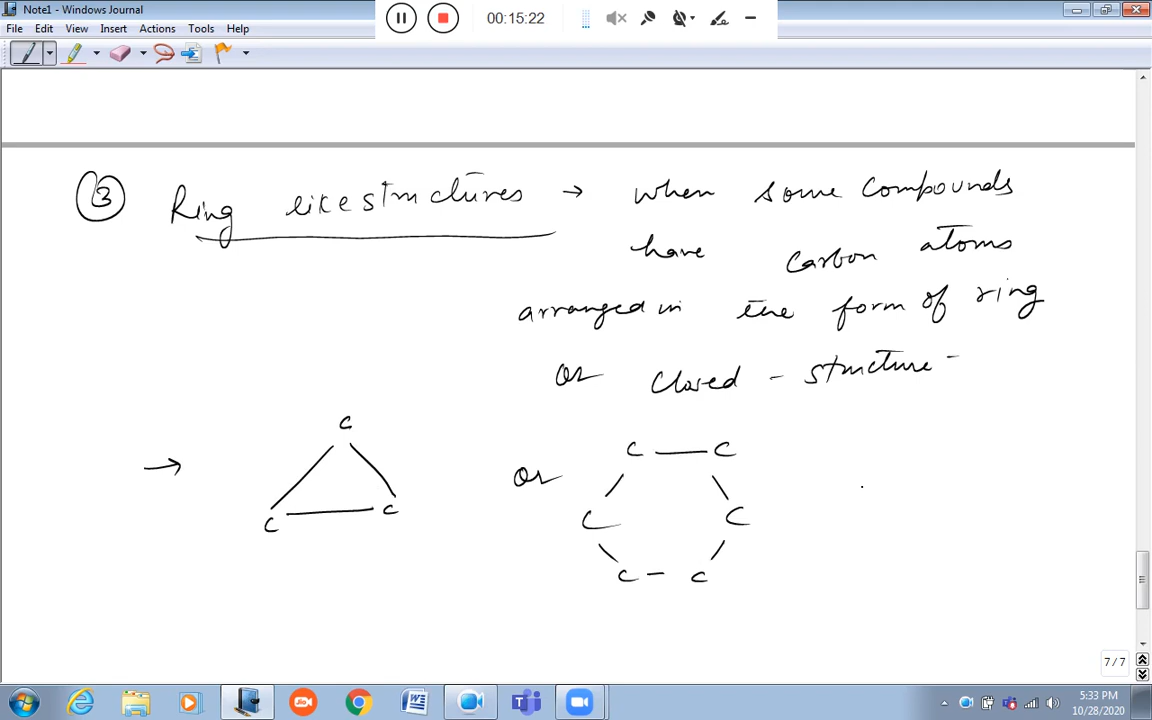 Note1 - Windows Journal
00:15:22
File Edit View Insert Actions Tools Help
3 Ring like structures → when some compounds
have carbon atoms
arranged in the form of ring
or closed - structure -
→ C C C or C — C C C C – C
7 / 7
5:33 PM
10/28/2020